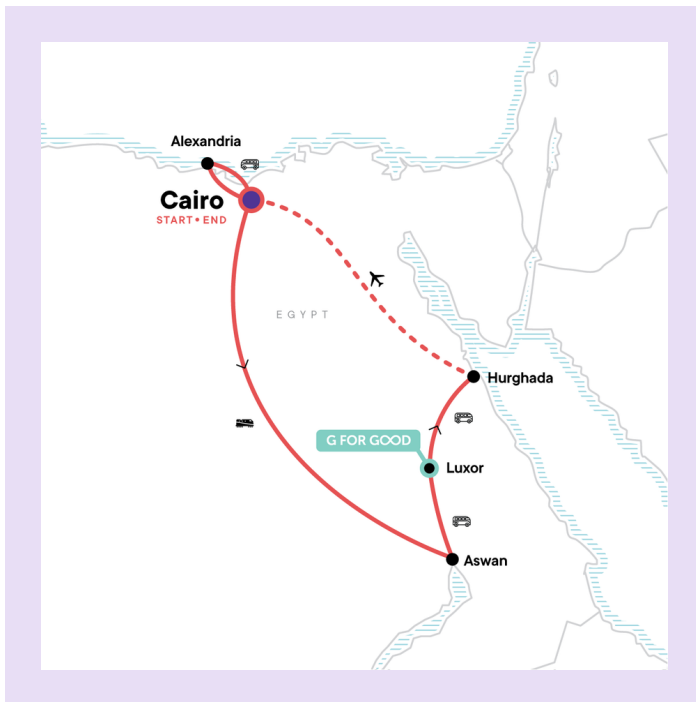 Alexandria
Cairo
START • END
EGYPT
Hurghada
G FOR GOOD
Luxor
Aswan